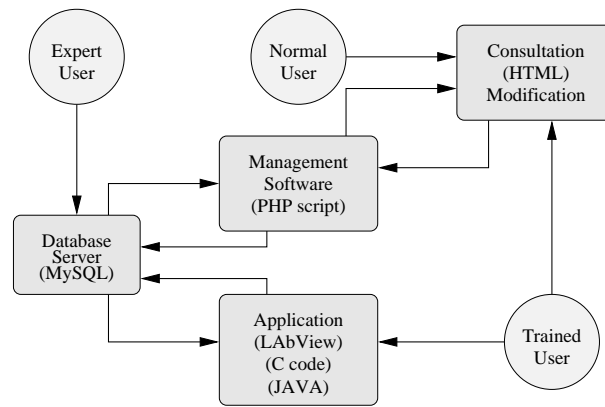 Expert
User
Normal
User
Consultation
(HTML)
Modification
Management
Software
(PHP script)
Database
Server
(MySQL)
Application
(LAbView)
(C code)
(JAVA)
Trained
User